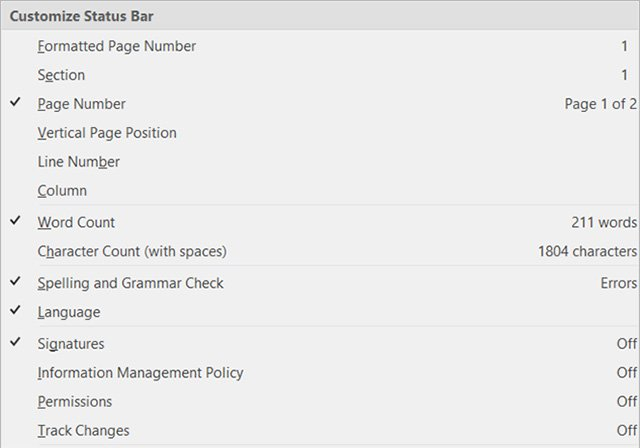 Customize Status Bar
Formatted Page Number 1
Section 1
Page Number Page 1 of 2
Vertical Page Position
Line Number
Column
Word Count 211 words
Character Count (with spaces) 1804 characters
Spelling and Grammar Check Errors
Language
Signatures Off
Information Management Policy Off
Permissions Off
Track Changes Off